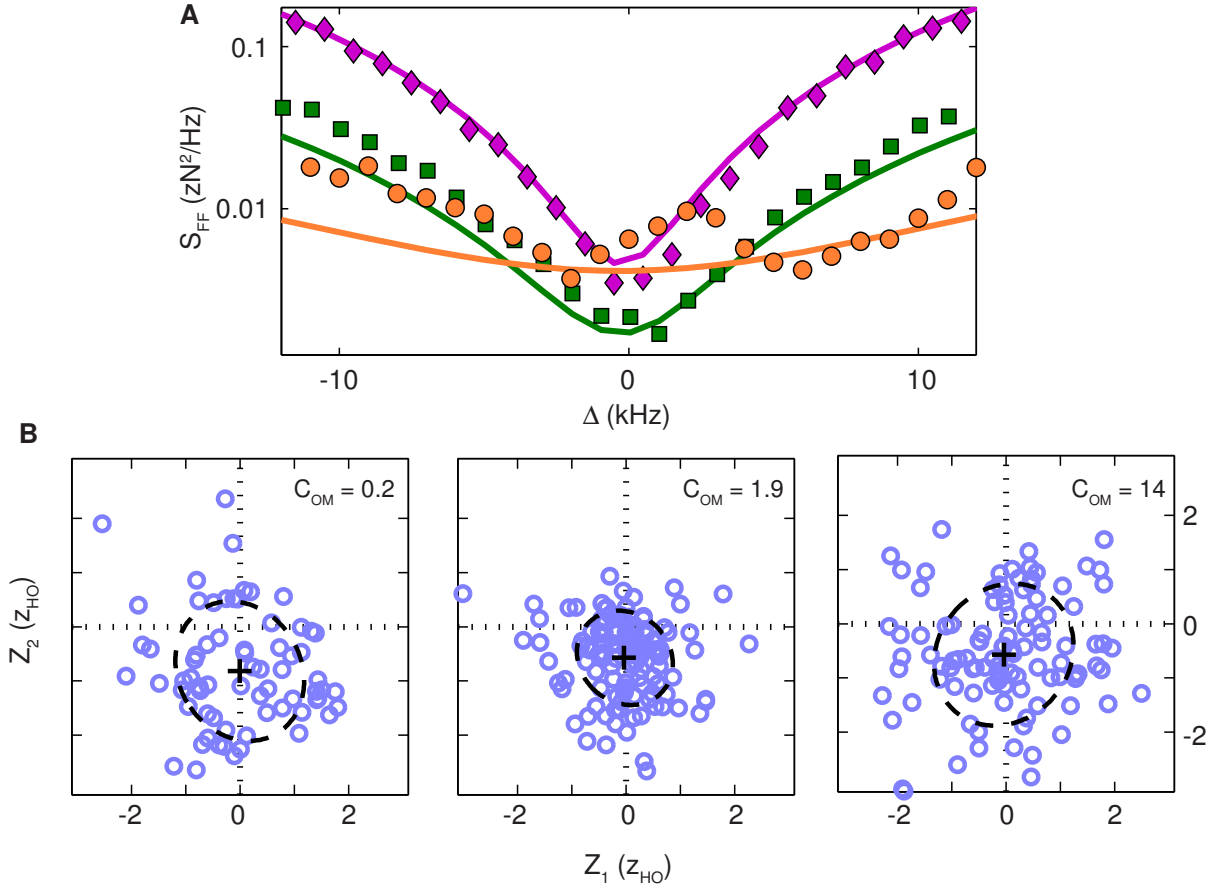 A
S_FF (zN²/Hz)
0.1
0.01
-10
0
10
Δ (kHz)
B
C_OM = 0.2
C_OM = 1.9
C_OM = 14
Z_2 (z_HO)
2
0
-2
-2
0
2
-2
0
2
-2
0
2
Z_1 (z_HO)